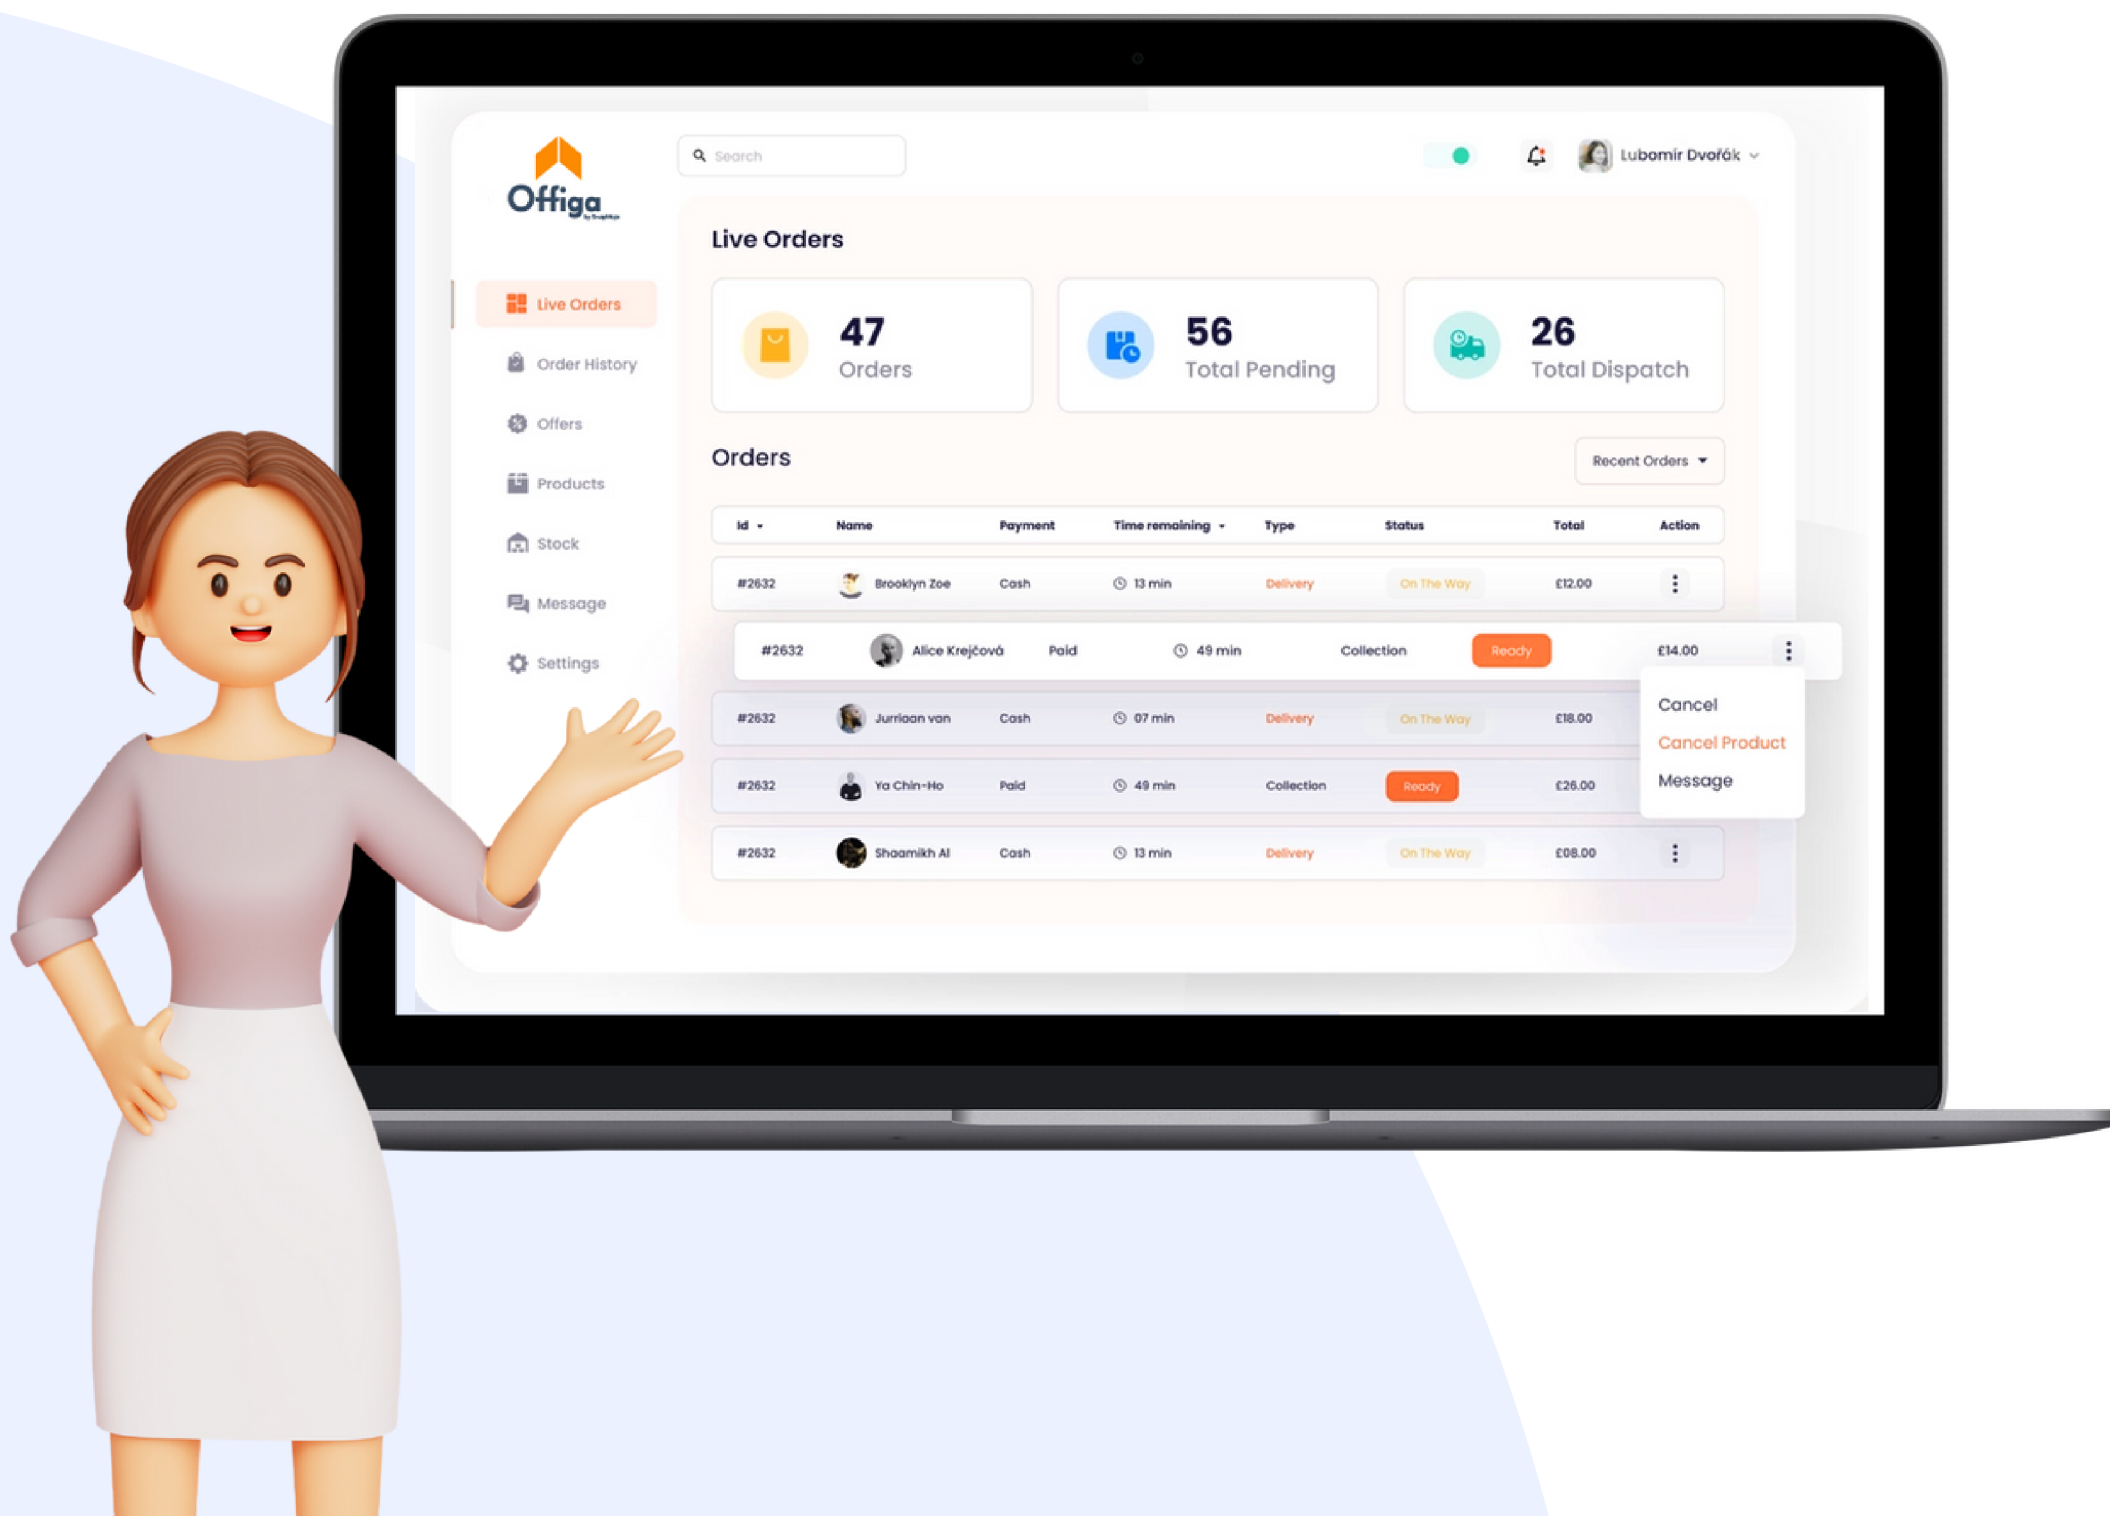 Offiga
Search
Lubomír Dvořák
Live Orders
Live Orders
Order History
Offers
Products
Stock
Message
Settings
47
Orders
56
Total Pending
26
Total Dispatch
Orders
Recent Orders
Id Name Payment Time remaining Type Status Total Action
#2632 Brooklyn Zoe Cash 13 min Delivery On The Way £12.00
#2632 Alice Krejčová Paid 49 min Collection Ready £14.00
#2632 Jurriaan van Cash 07 min Delivery On The Way £18.00
#2632 Ya Chin-Ho Paid 49 min Collection Ready £26.00
#2632 Shaamikh Al Cash 13 min Delivery On The Way £08.00
Cancel
Cancel Product
Message